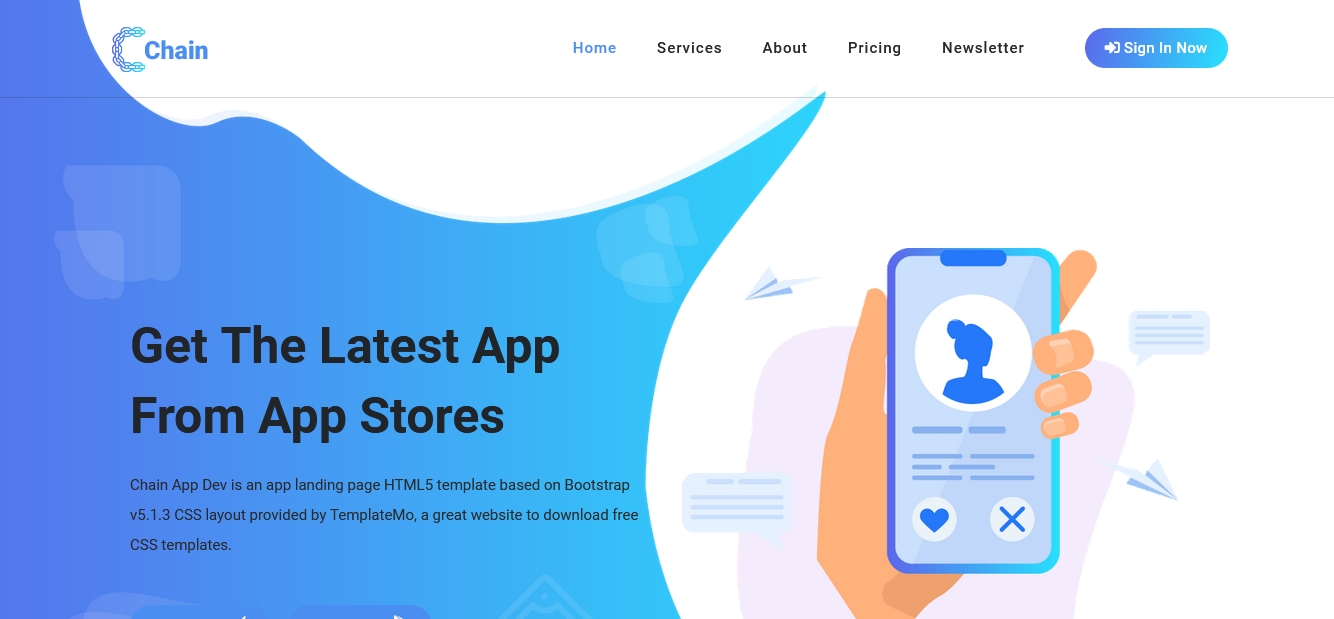 Chain
Home
Services
About
Pricing
Newsletter
Sign In Now
Get The Latest App
From App Stores
Chain App Dev is an app landing page HTML5 template based on Bootstrap
v5.1.3 CSS layout provided by TemplateMo, a great website to download free
CSS templates.